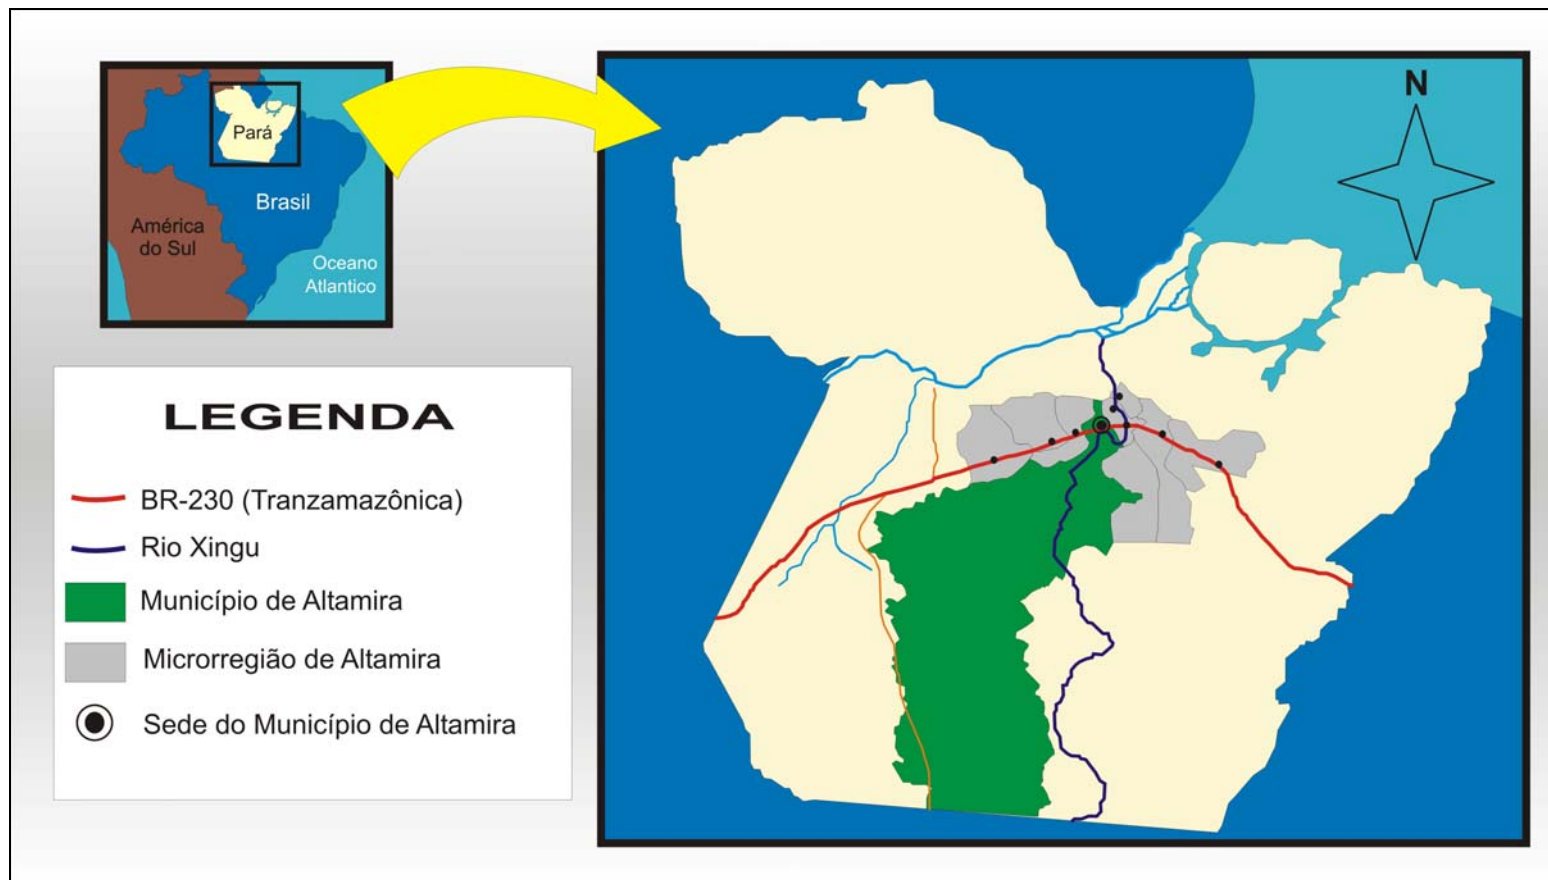 Pará
Brasil
América
do Sul
Oceano
Atlantico
N
LEGENDA
BR-230 (Tranzamazônica)
Rio Xingu
Município de Altamira
Microrregião de Altamira
Sede do Município de Altamira